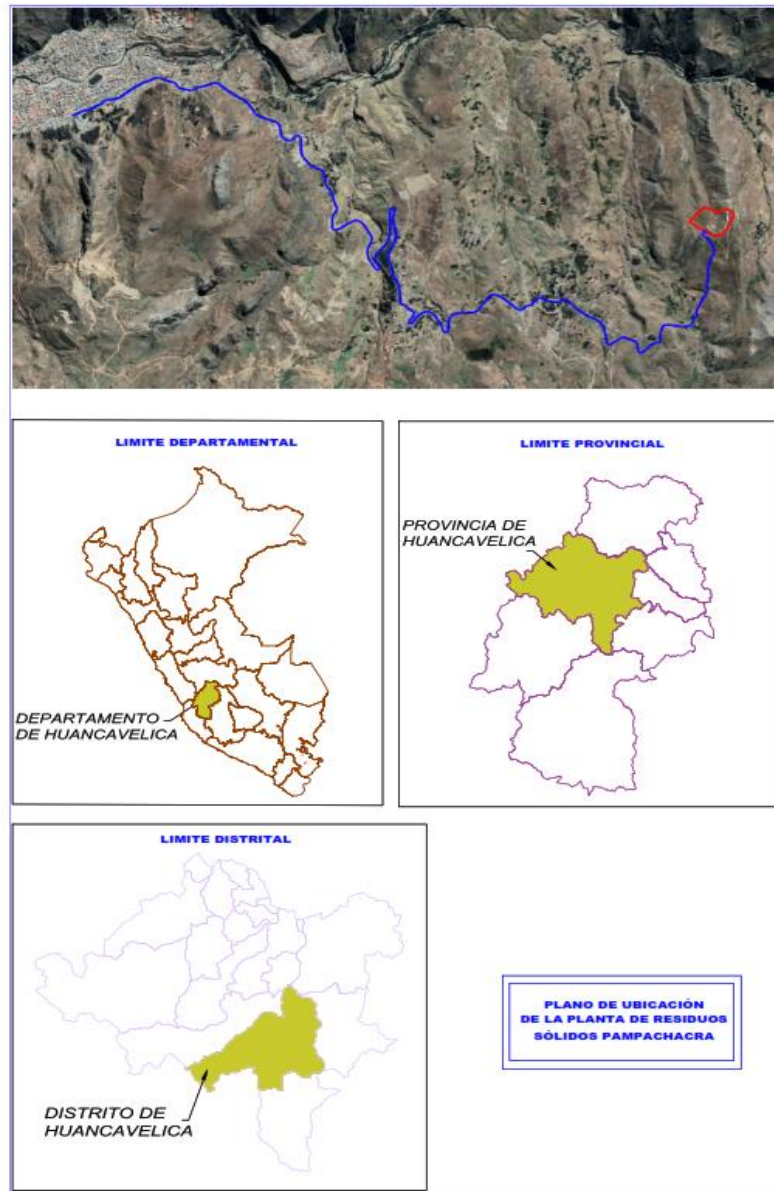 LIMITE DEPARTAMENTAL
DEPARTAMENTO
DE HUANCAVELICA
LIMITE PROVINCIAL
PROVINCIA DE
HUANCAVELICA
LIMITE DISTRITAL
DISTRITO DE
HUANCAVELICA
PLANO DE UBICACIÓN
DE LA PLANTA DE RESIDUOS
SÓLIDOS PAMPACHACRA